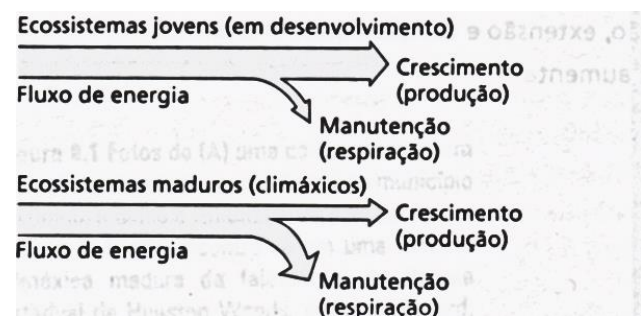 Ecossistemas jovens (em desenvolvimento)
Crescimento
(produção)
Fluxo de energia
Manutenção
(respiração)
Ecossistemas maduros (climáxicos)
Crescimento
(produção)
Fluxo de energia
Manutenção
(respiração)